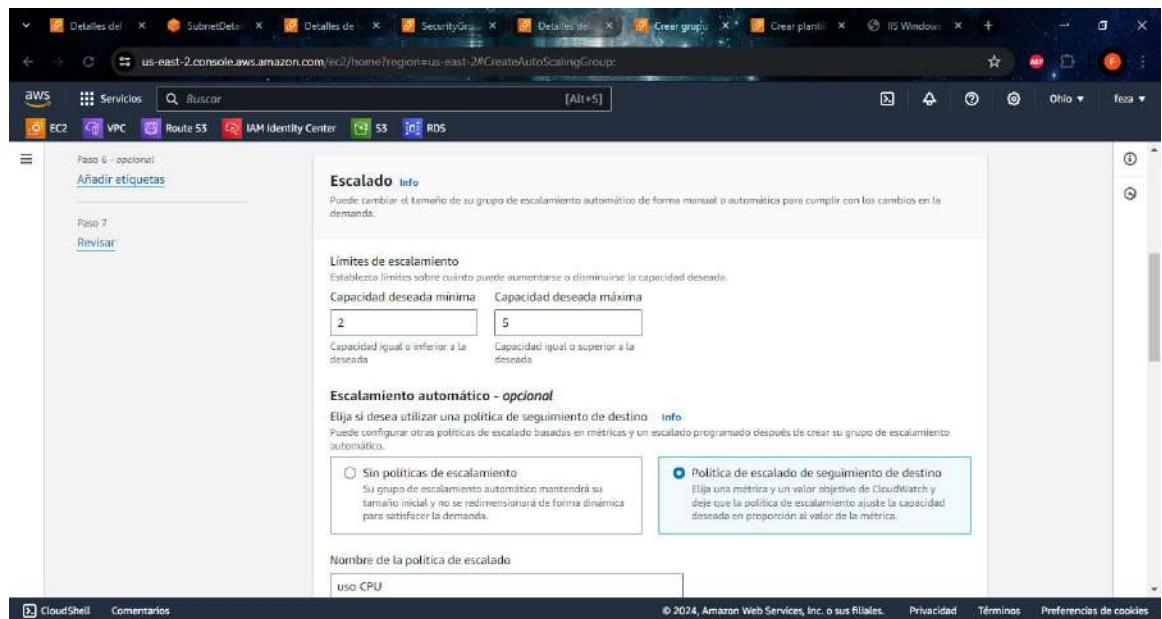 Detalles del
SubnetDeta
Detalles de
SecurityGro
Detalles de
Crear grupo
Crear planti
IIS Window
us-east-2.console.aws.amazon.com/ec2/home?region=us-east-2#CreateAutoScalingGroup:
aws
Servicios
Buscar
[Alt+S]
Ohio
feza
EC2
VPC
Route 53
IAM Identity Center
S3
RDS
Paso 6 - opcional
Añadir etiquetas
Paso 7
Revisar
Escalado Info
Puede cambiar el tamaño de su grupo de escalamiento automático de forma manual o automática para cumplir con los cambios en la
demanda.
Límites de escalamiento
Establezca límites sobre cuánto puede aumentarse o disminuirse la capacidad deseada.
Capacidad deseada mínima
Capacidad deseada máxima
2
5
Capacidad igual o inferior a la
deseada
Capacidad igual o superior a la
deseada
Escalamiento automático - opcional
Elija si desea utilizar una política de seguimiento de destino Info
Puede configurar otras políticas de escalado basadas en métricas y un escalado programado después de crear su grupo de escalamiento
automático.
Sin políticas de escalamiento
Su grupo de escalamiento automático mantendrá su
tamaño inicial y no se redimensionará de forma dinámica
para satisfacer la demanda.
Política de escalado de seguimiento de destino
Elija una métrica y un valor objetivo de CloudWatch y
deje que la política de escalamiento ajuste la capacidad
deseada en proporción al valor de la métrica.
Nombre de la política de escalado
uso CPU
CloudShell
Comentarios
© 2024, Amazon Web Services, Inc. o sus filiales.
Privacidad
Términos
Preferencias de cookies